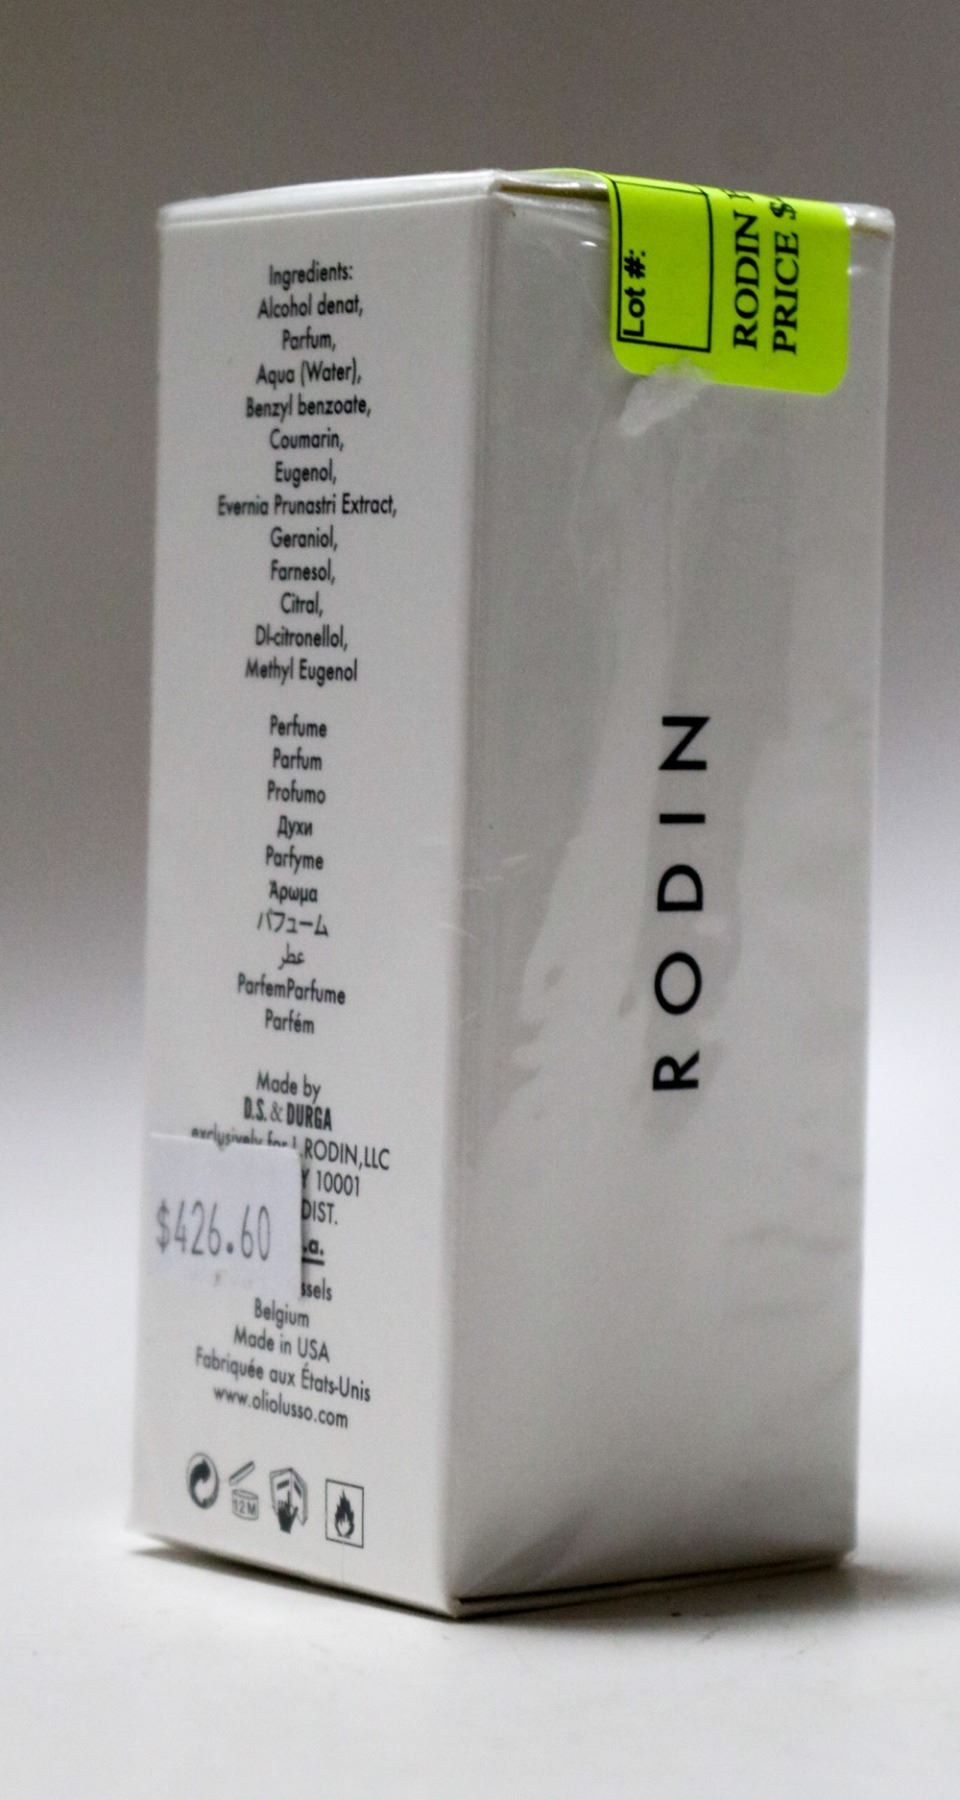 Ingredients:
Alcohol denat,
Parfum,
Aqua (Water),
Benzyl benzoate,
Coumarin,
Eugenol,
Evernia Prunastri Extract,
Geraniol,
Farnesol,
Citral,
Dl-citronellol,
Methyl Eugenol
Perfume
Parfum
Profumo
Духи
Parfyme
Άρωμα
パフューム
عطر
ParfemParfume
Parfém
Made by
D.S. & DURGA
exclusively for L.RODIN,LLC
Y 10001
DIST.
.a.
ssels
$426.60
Belgium
Made in USA
Fabriquée aux États-Unis
www.oliolusso.com
12M
Lot #:
RODIN
PRICE $
RODIN